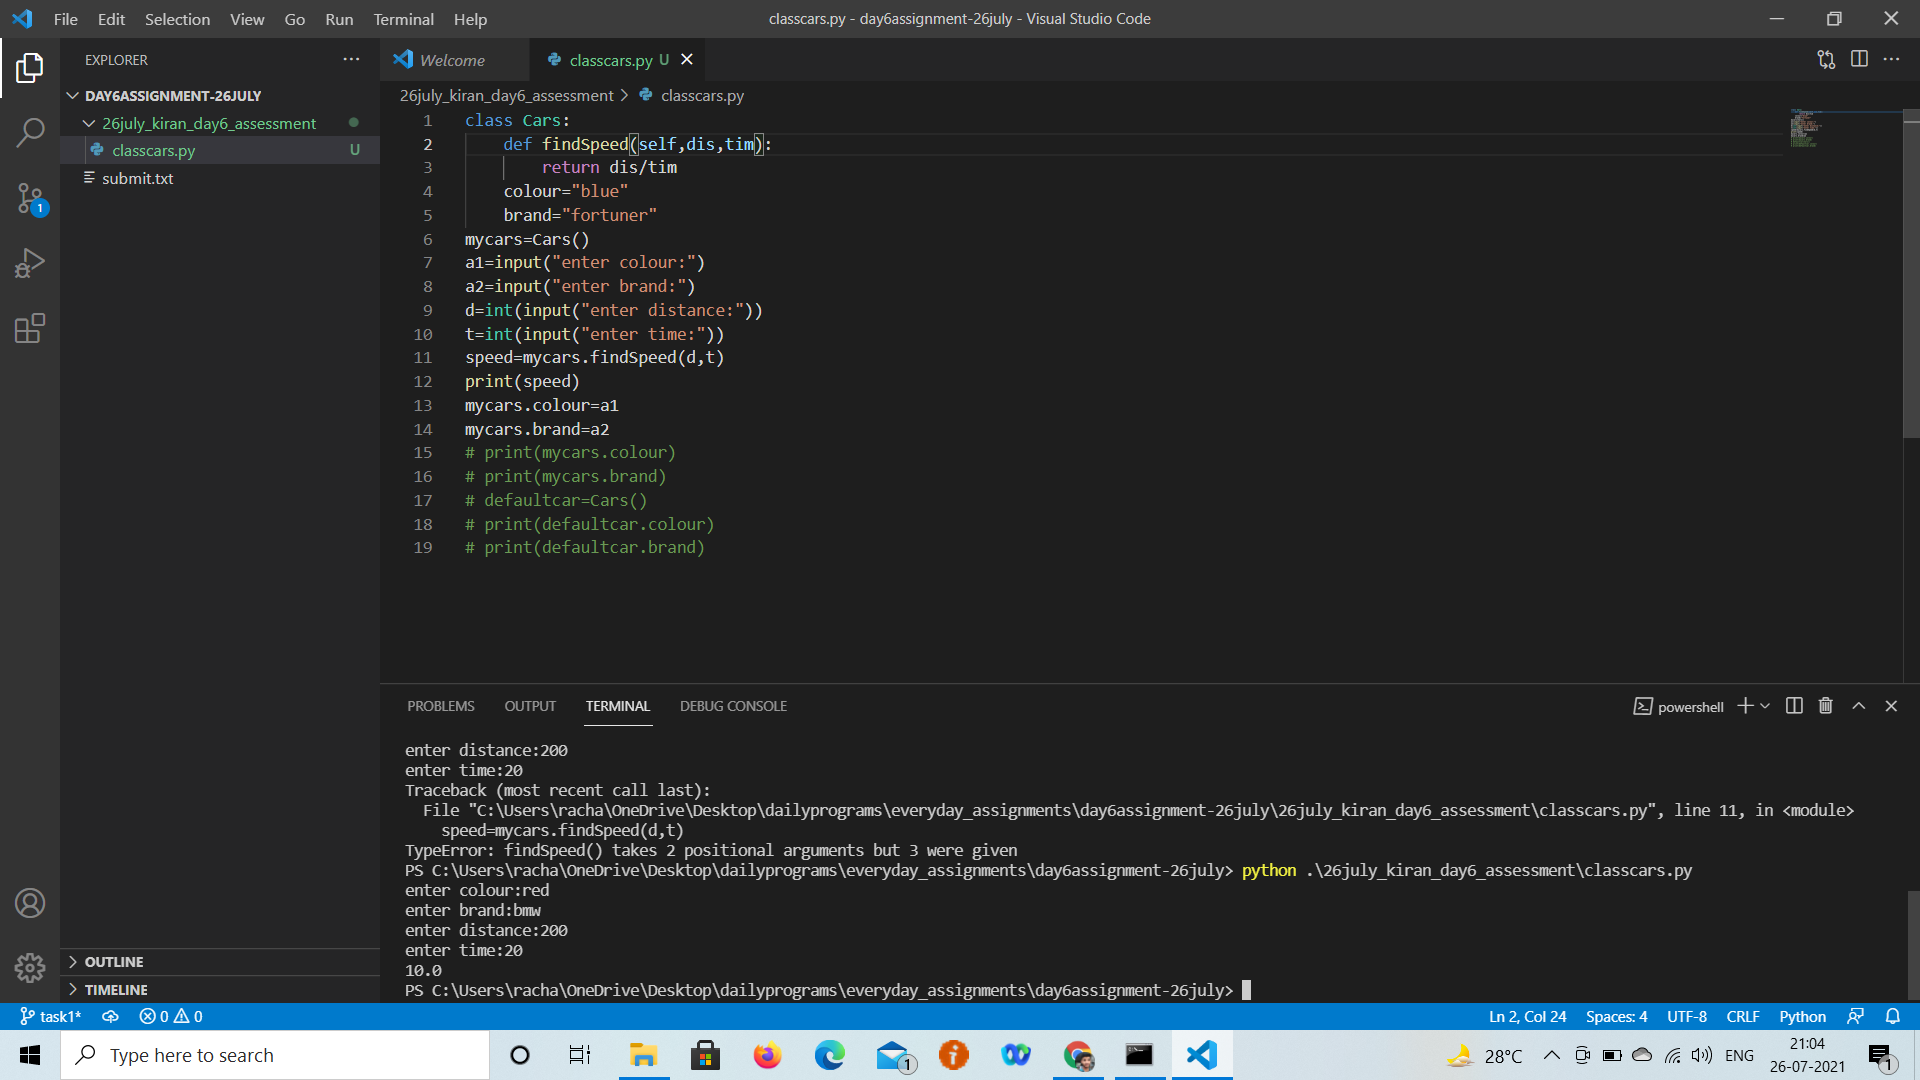 File Edit Selection View Go Run Terminal Help
classcars.py - day6assignment-26july - Visual Studio Code
EXPLORER
DAY6ASSIGNMENT-26JULY
26july_kiran_day6_assessment
classcars.py U
submit.txt
OUTLINE
TIMELINE
1
Welcome
classcars.py U
26july_kiran_day6_assessment > classcars.py
1 class Cars:
2     def findSpeed(self,dis,tim):
3         return dis/tim
4     colour="blue"
5     brand="fortuner"
6 mycars=Cars()
7 a1=input("enter colour:")
8 a2=input("enter brand:")
9 d=int(input("enter distance:"))
10 t=int(input("enter time:"))
11 speed=mycars.findSpeed(d,t)
12 print(speed)
13 mycars.colour=a1
14 mycars.brand=a2
15 # print(mycars.colour)
16 # print(mycars.brand)
17 # defaultcar=Cars()
18 # print(defaultcar.colour)
19 # print(defaultcar.brand)
PROBLEMS OUTPUT TERMINAL DEBUG CONSOLE
powershell
enter distance:200
enter time:20
Traceback (most recent call last):
  File "C:\Users\racha\OneDrive\Desktop\dailyprograms\everyday_assignments\day6assignment-26july\26july_kiran_day6_assessment\classcars.py", line 11, in <module>
    speed=mycars.findSpeed(d,t)
TypeError: findSpeed() takes 2 positional arguments but 3 were given
PS C:\Users\racha\OneDrive\Desktop\dailyprograms\everyday_assignments\day6assignment-26july> python .\26july_kiran_day6_assessment\classcars.py
enter colour:red
enter brand:bmw
enter distance:200
enter time:20
10.0
PS C:\Users\racha\OneDrive\Desktop\dailyprograms\everyday_assignments\day6assignment-26july>
task1* 0 0
Ln 2, Col 24 Spaces: 4 UTF-8 CRLF Python
Type here to search
1
28°C
ENG
21:04
26-07-2021
1